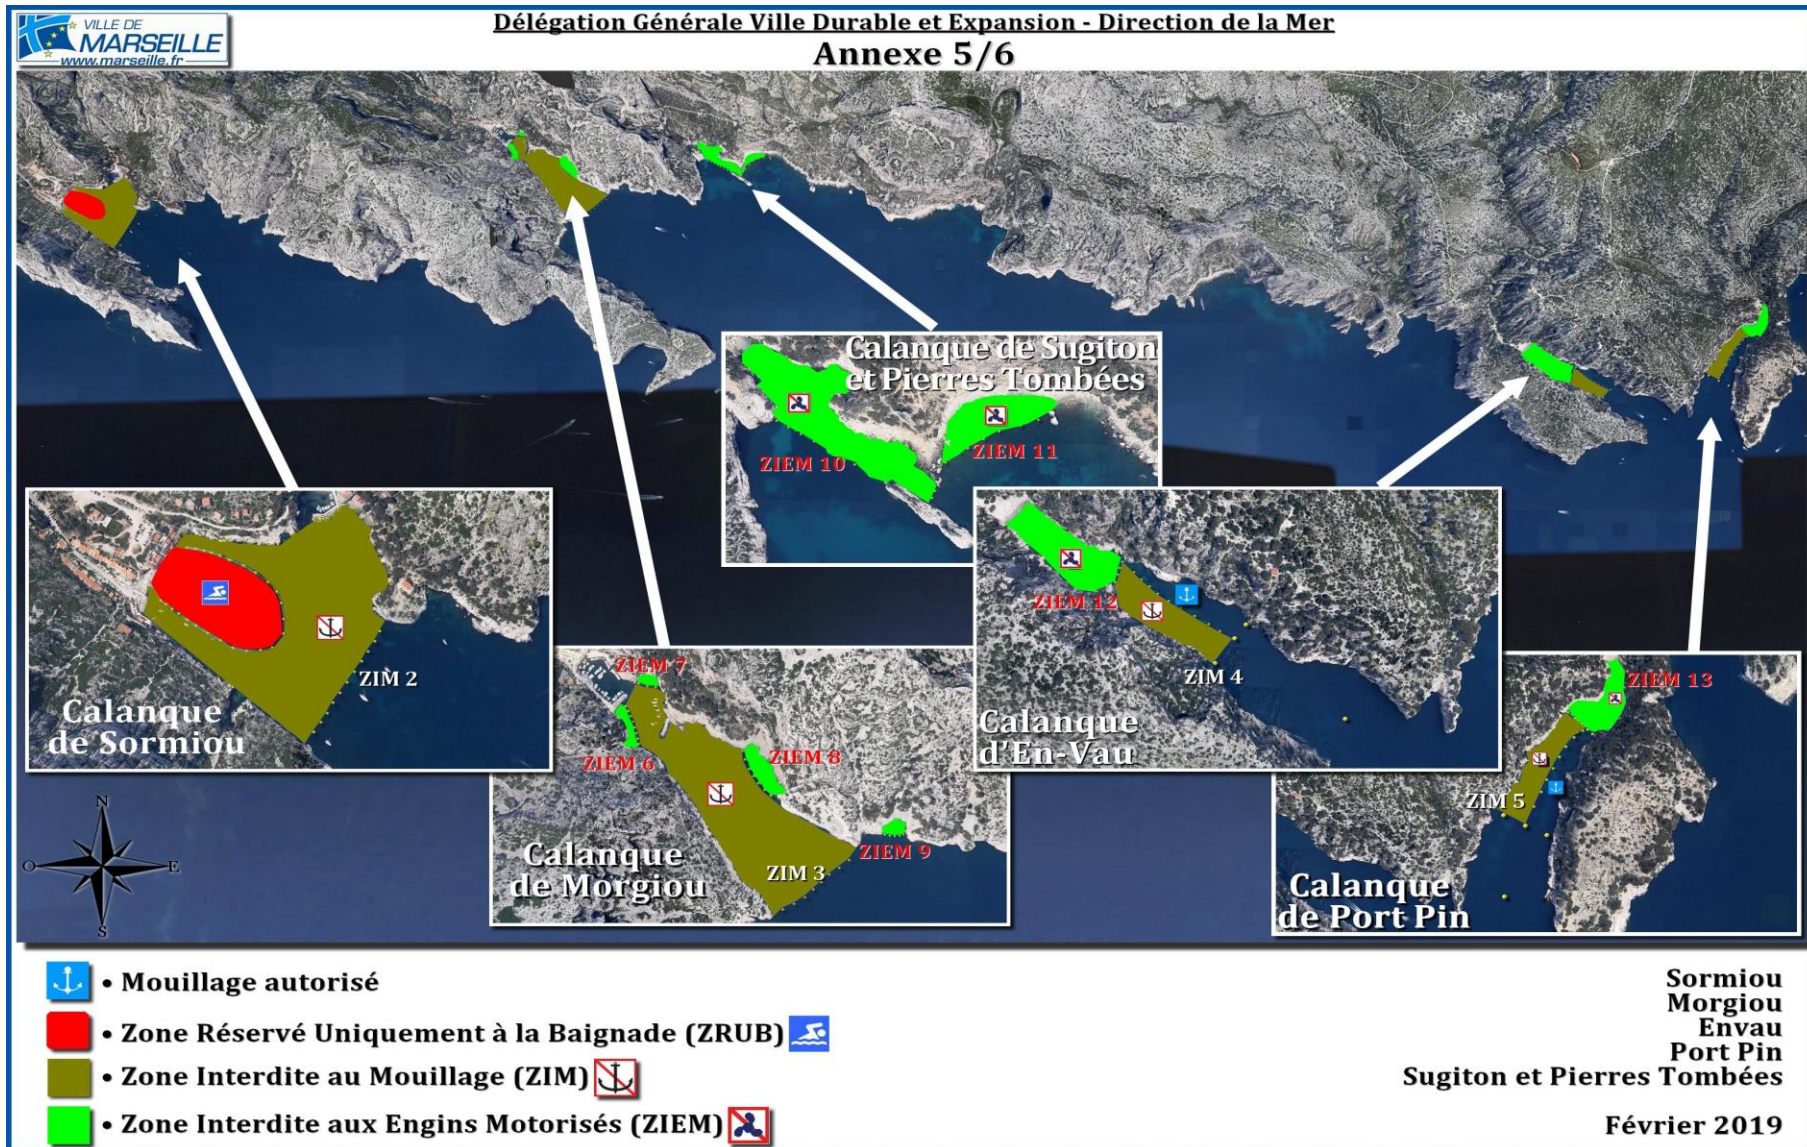 VILLE DE
MARSEILLE
www.marseille.fr
Délégation Générale Ville Durable et Expansion - Direction de la Mer
Annexe 5/6
Calanque de Sugiton
et Pierres Tombées
ZIEM 10
ZIEM 11
ZIM 2
Calanque
de Sormiou
ZIEM 7
ZIEM 6
ZIEM 8
ZIEM 9
ZIM 3
Calanque
de Morgiou
ZIEM 12
ZIM 4
Calanque
d'En-Vau
ZIEM 13
ZIM 5
Calanque
de Port Pin
N
O
E
S
• Mouillage autorisé
• Zone Réservé Uniquement à la Baignade (ZRUB)
• Zone Interdite au Mouillage (ZIM)
• Zone Interdite aux Engins Motorisés (ZIEM)
Sormiou
Morgiou
Envau
Port Pin
Sugiton et Pierres Tombées
Février 2019